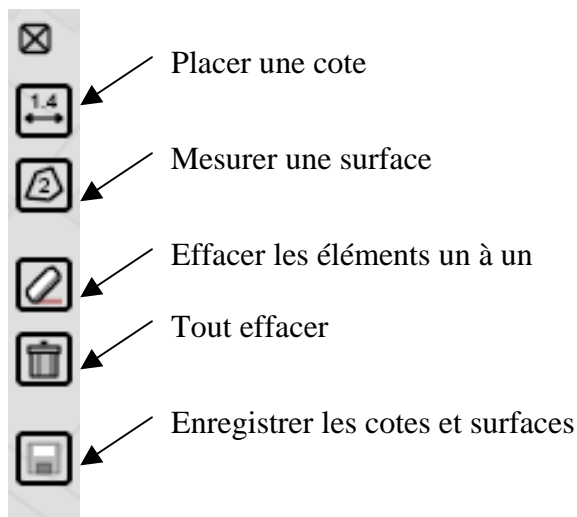 Placer une cote
1.4
Mesurer une surface
2
Effacer les éléments un à un
Tout effacer
Enregistrer les cotes et surfaces